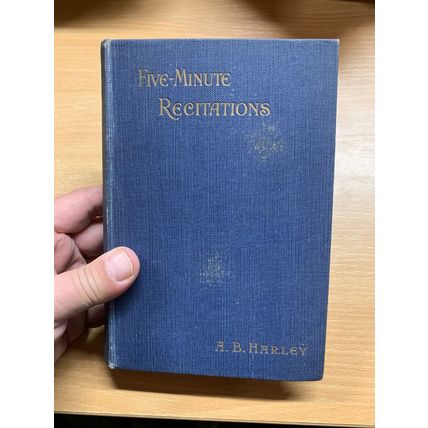 Five-Minute
Recitations
A. B. Harley